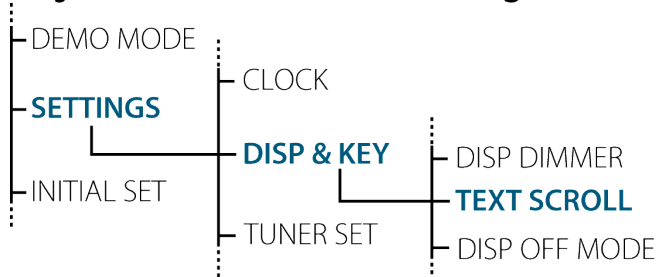 DEMO MODE
SETTINGS
INITIAL SET
CLOCK
DISP & KEY
TUNER SET
DISP DIMMER
TEXT SCROLL
DISP OFF MODE